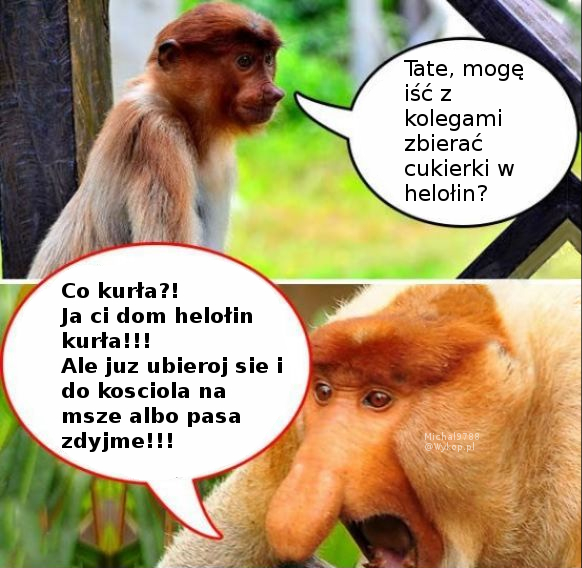 Tate, mogę
iść z
kolegami
zbierać
cukierki w
helołin?
Co kurła?!
Ja ci dom helołin
kurła!!!
Ale juz ubieroj sie i
do kosciola na
msze albo pasa
zdyjme!!!
Michal9788
@Wykop.pl